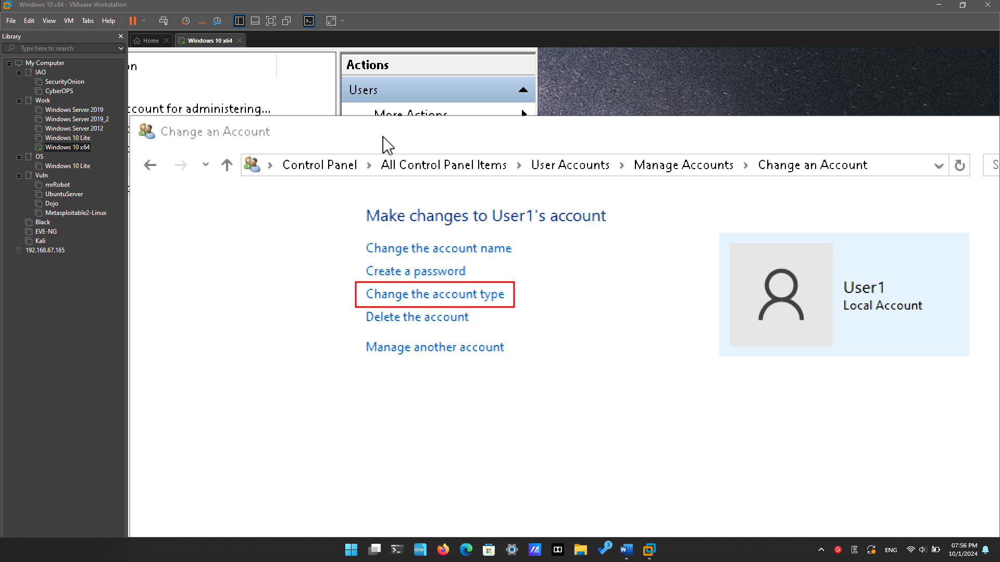 Windows 10 x64 - VMware Workstation
File Edit View VM Tabs Help
Library
Type here to search
My Computer
IAO
SecurityOnion
CyberOPS
Work
Windows Server 2019
Windows Server 2019_2
Windows Server 2012
Windows 10 Lite
Windows 10 x64
OS
Windows 10 Lite
Vuln
mrRobot
UbuntuServer
Dojo
Metasploitable2-Linux
Black
EVE-NG
Kali
192.168.67.165
Home Windows 10 x64
Actions
Users
for administering...
More Actions
Change an Account
Control Panel All Control Panel Items User Accounts Manage Accounts Change an Account
Make changes to User1's account
Change the account name
Create a password
Change the account type
Delete the account
Manage another account
User1
Local Account
one
3
ENG
07:56 PM
10/1/2024